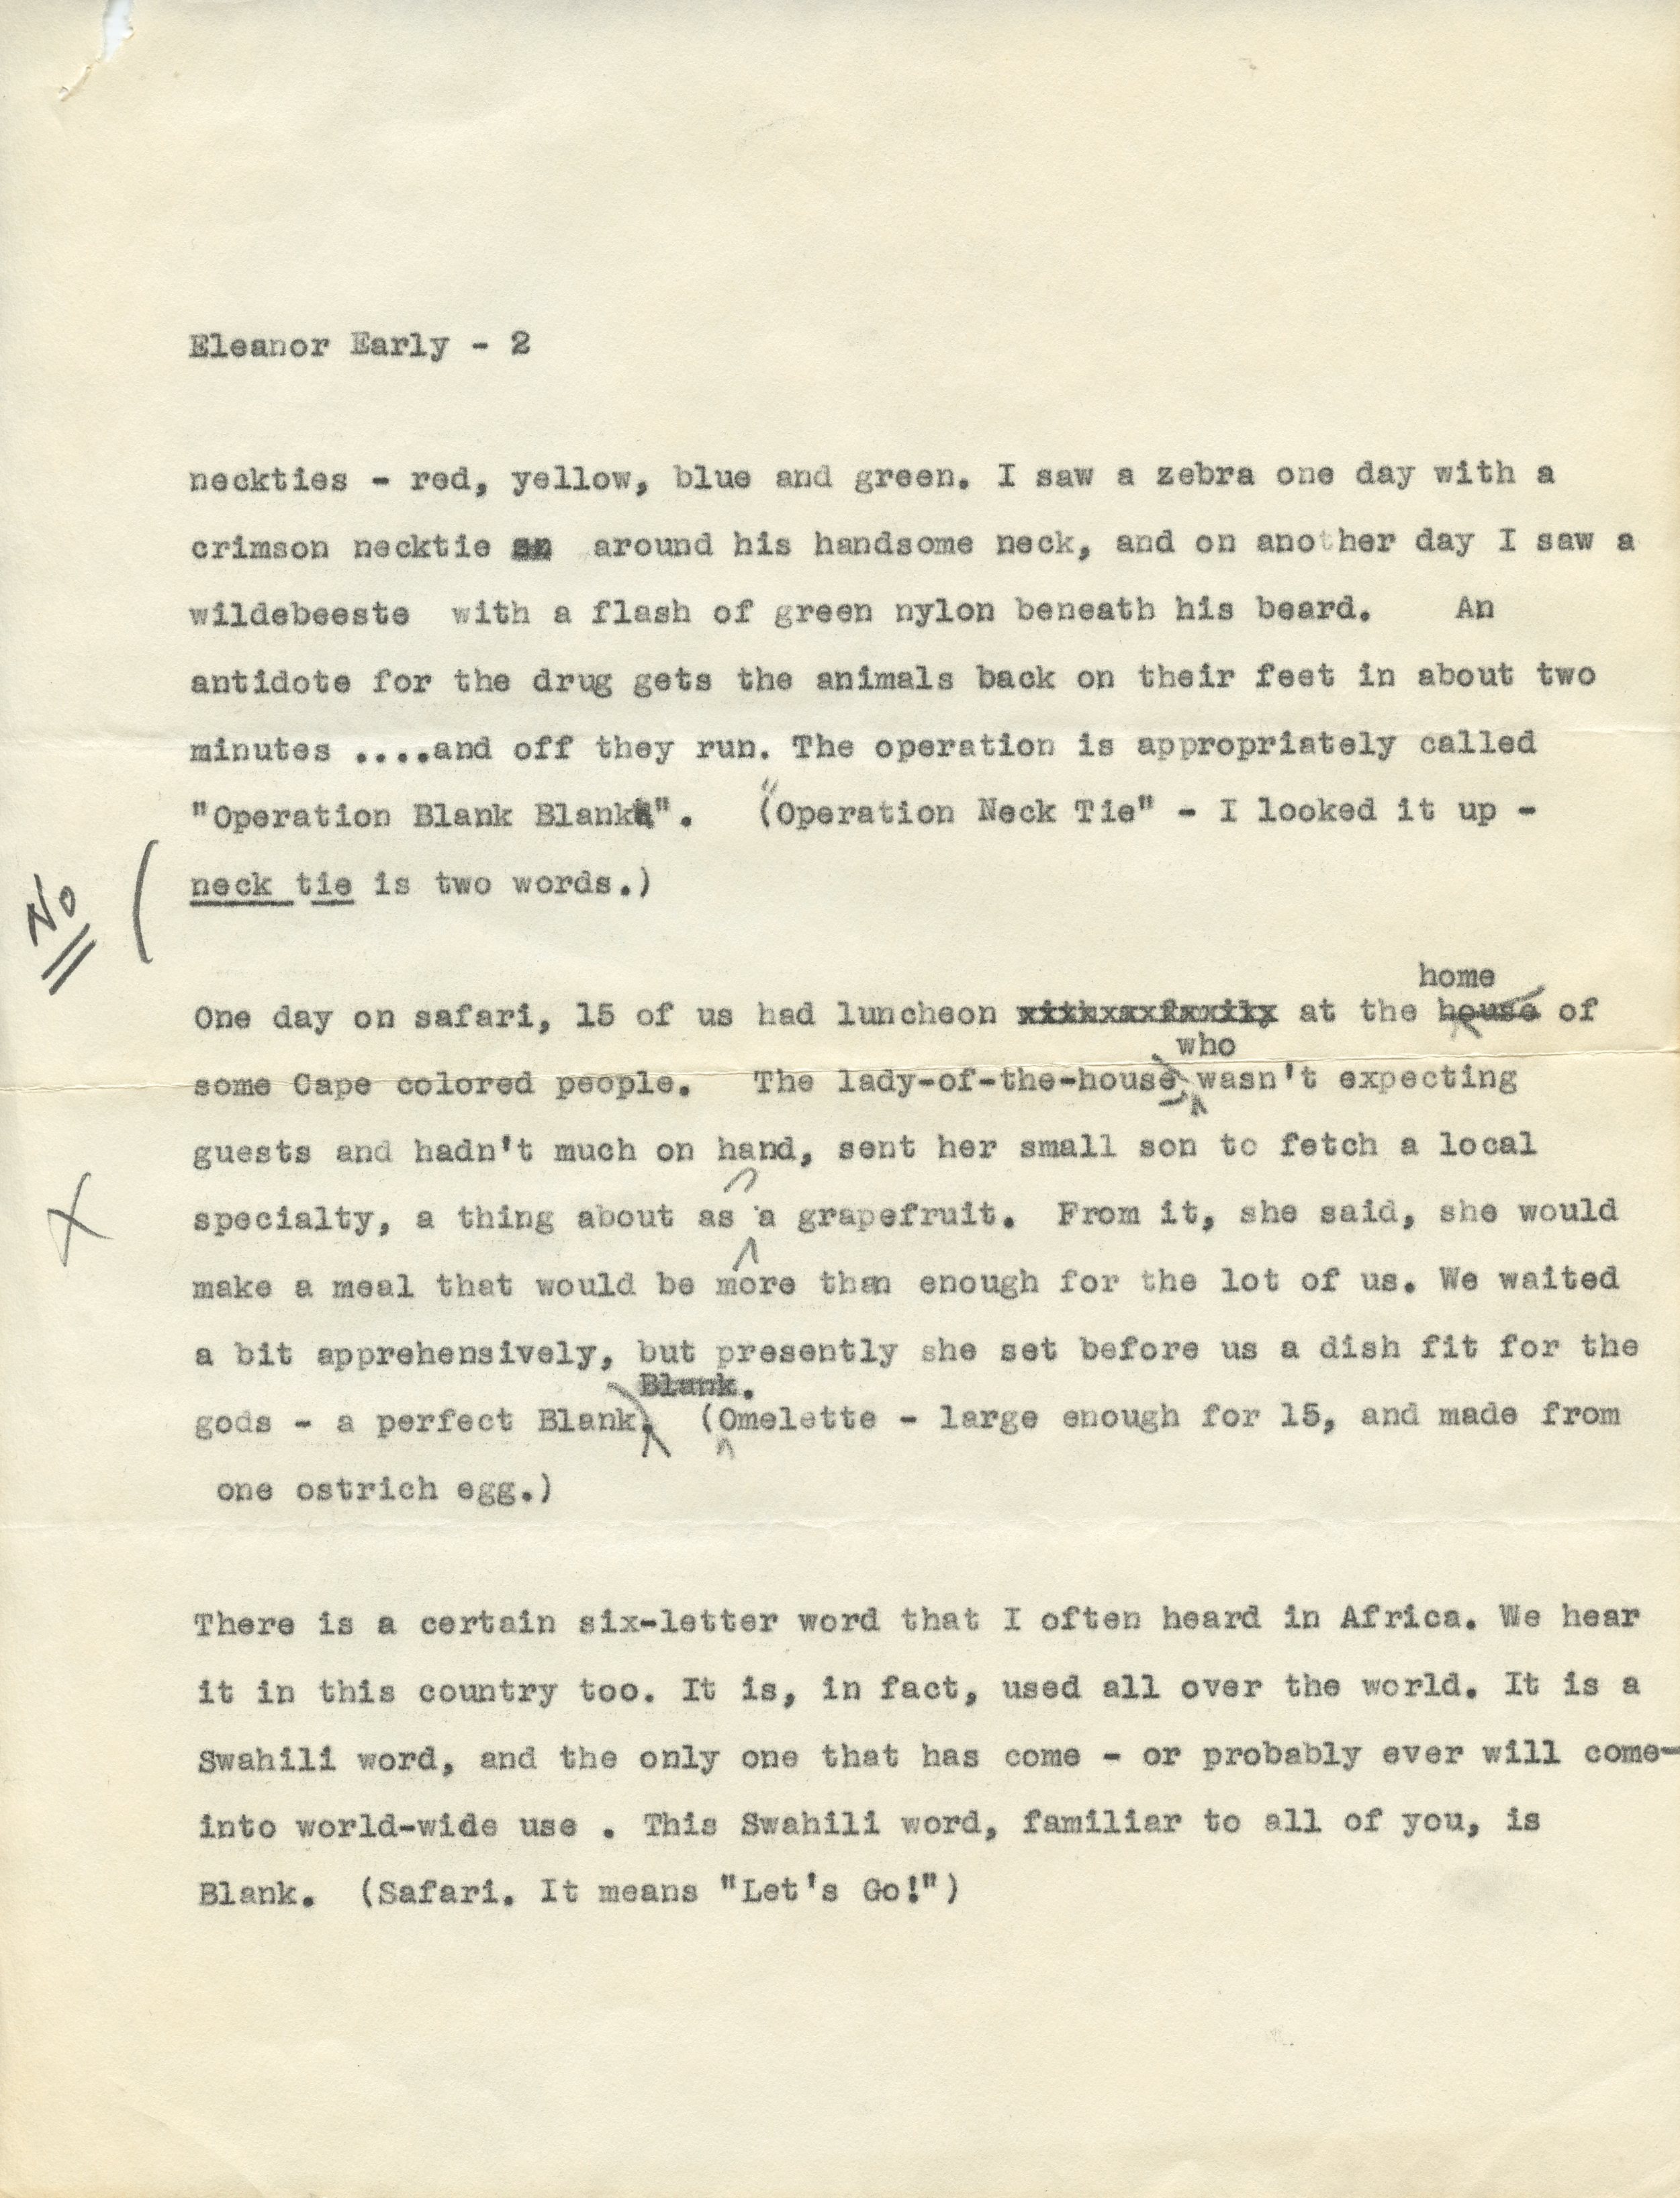 Eleanor Early - 2
neckties - red, yellow, blue and green. I saw a zebra one day with a
crimson necktie around his handsome neck, and on another day I saw a
wildebeeste with a flash of green nylon beneath his beard. An
antidote for the drug gets the animals back on their feet in about two
minutes ....and off they run. The operation is appropriately called
"Operation Blank Blank". ("Operation Neck Tie" - I looked it up -
No
neck tie is two words.)
home
One day on safari, 15 of us had luncheon at the house of
who
some Cape colored people. The lady-of-the-house, wasn't expecting
guests and hadn't much on hand, sent her small son to fetch a local
X
specialty, a thing about as a grapefruit. From it, she said, she would
make a meal that would be more than enough for the lot of us. We waited
a bit apprehensively, but presently she set before us a dish fit for the
Blank.
gods - a perfect Blank. (Omelette - large enough for 15, and made from
one ostrich egg.)
There is a certain six-letter word that I often heard in Africa. We hear
it in this country too. It is, in fact, used all over the world. It is a
Swahili word, and the only one that has come - or probably ever will come-
into world-wide use . This Swahili word, familiar to all of you, is
Blank. (Safari. It means "Let's Go!")